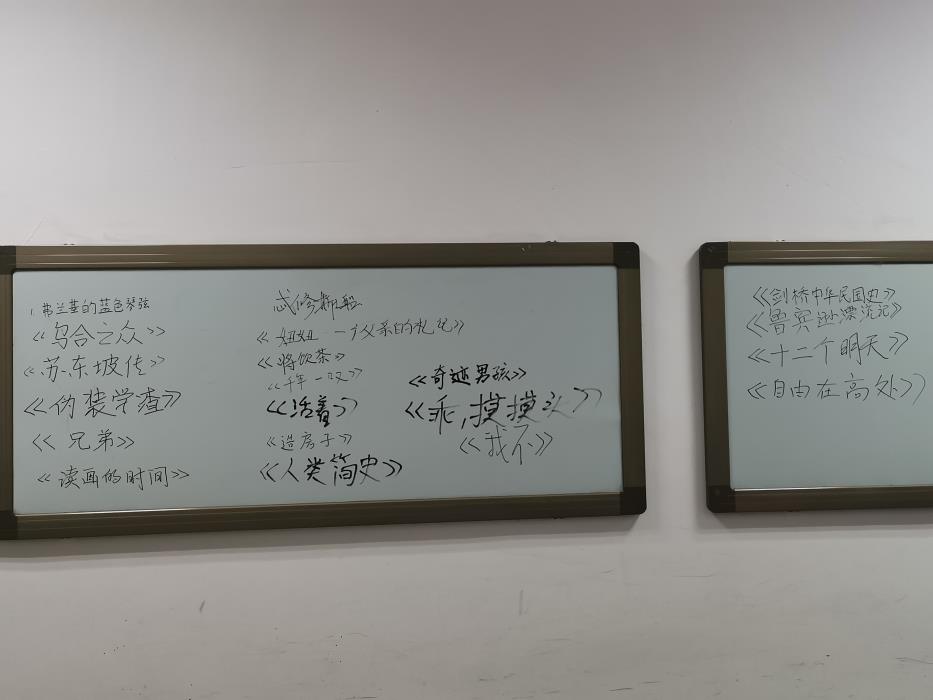 1. 弗兰茎的蓝色琴弦
《乌合之众》
《苏东坡传》
《伪装学渣》
《兄弟》
《读画的时间》
《妞妞 一个父亲的札记》
《将饮茶》
《千年一叹》
《活着》
《造房子》
《人类简史》
《奇迹男孩》
《乖,摸摸头》
《我不》
《剑桥中华民国史》
《鲁宾逊漂流记》
《十二个明天》
《自由在高处》